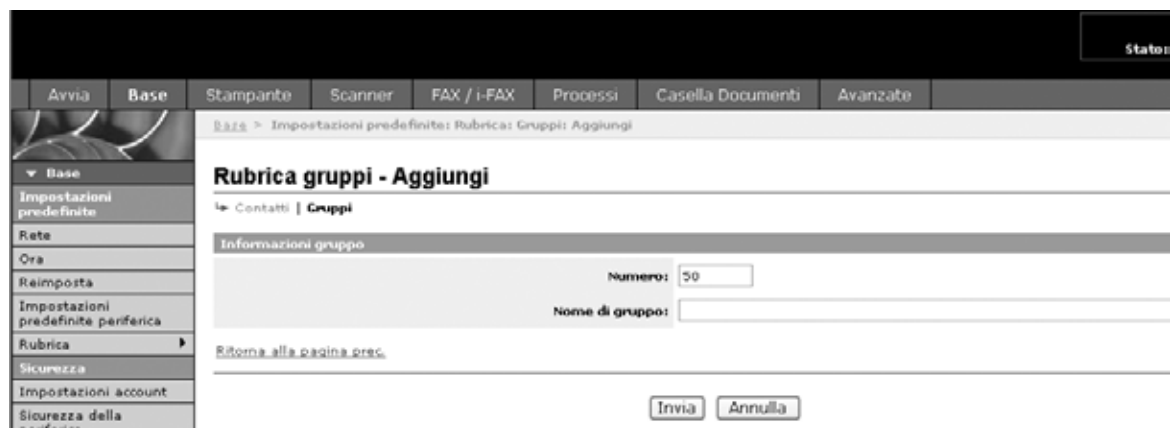 Stato:
Avvia Base Stampante Scanner FAX / i-FAX Processi Casella Documenti Avanzate
Base > Impostazioni predefinite: Rubrica: Gruppi: Aggiungi
Base
Impostazioni
predefinite
Rete
Ora
Reimposta
Impostazioni
predefinite periferica
Rubrica
Sicurezza
Impostazioni account
Sicurezza della
periferica
Rubrica gruppi - Aggiungi
Contatti | Gruppi
Informazioni gruppo
Numero: 50
Nome di gruppo:
Ritorna alla pagina prec.
Invia Annulla